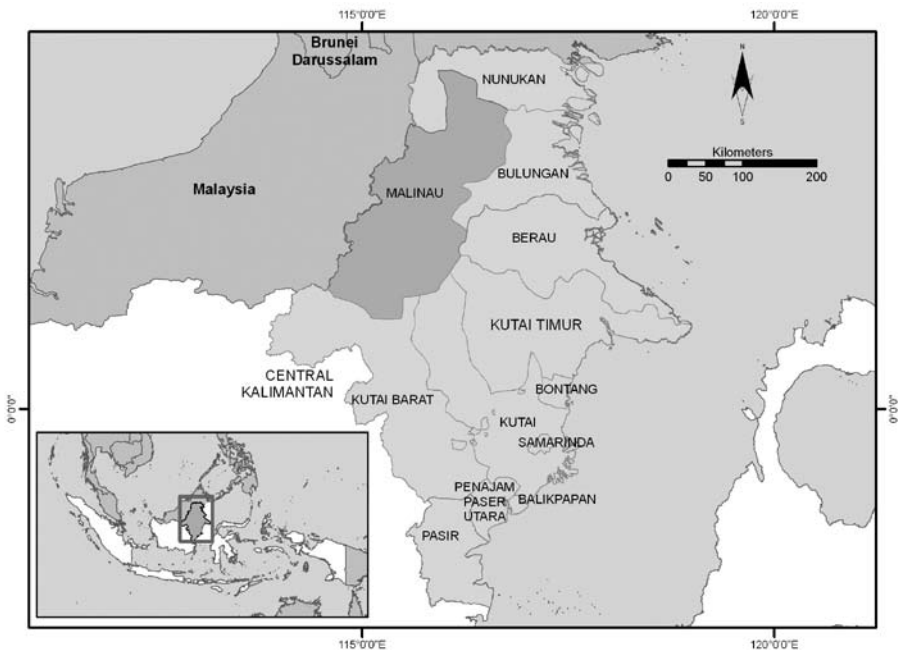 115°0'0"E
120°0'0"E
Brunei
Darussalam
NUNUKAN
N
S
Kilometers
0 50 100 200
Malaysia
MALINAU
BULUNGAN
BERAU
KUTAI TIMUR
CENTRAL
KALIMANTAN
KUTAI BARAT
BONTANG
0°0'0"
0°0'0"
KUTAI
SAMARINDA
PENAJAM
PASER
UTARA
BALIKPAPAN
PASIR
115°0'0"E
120°0'0"E